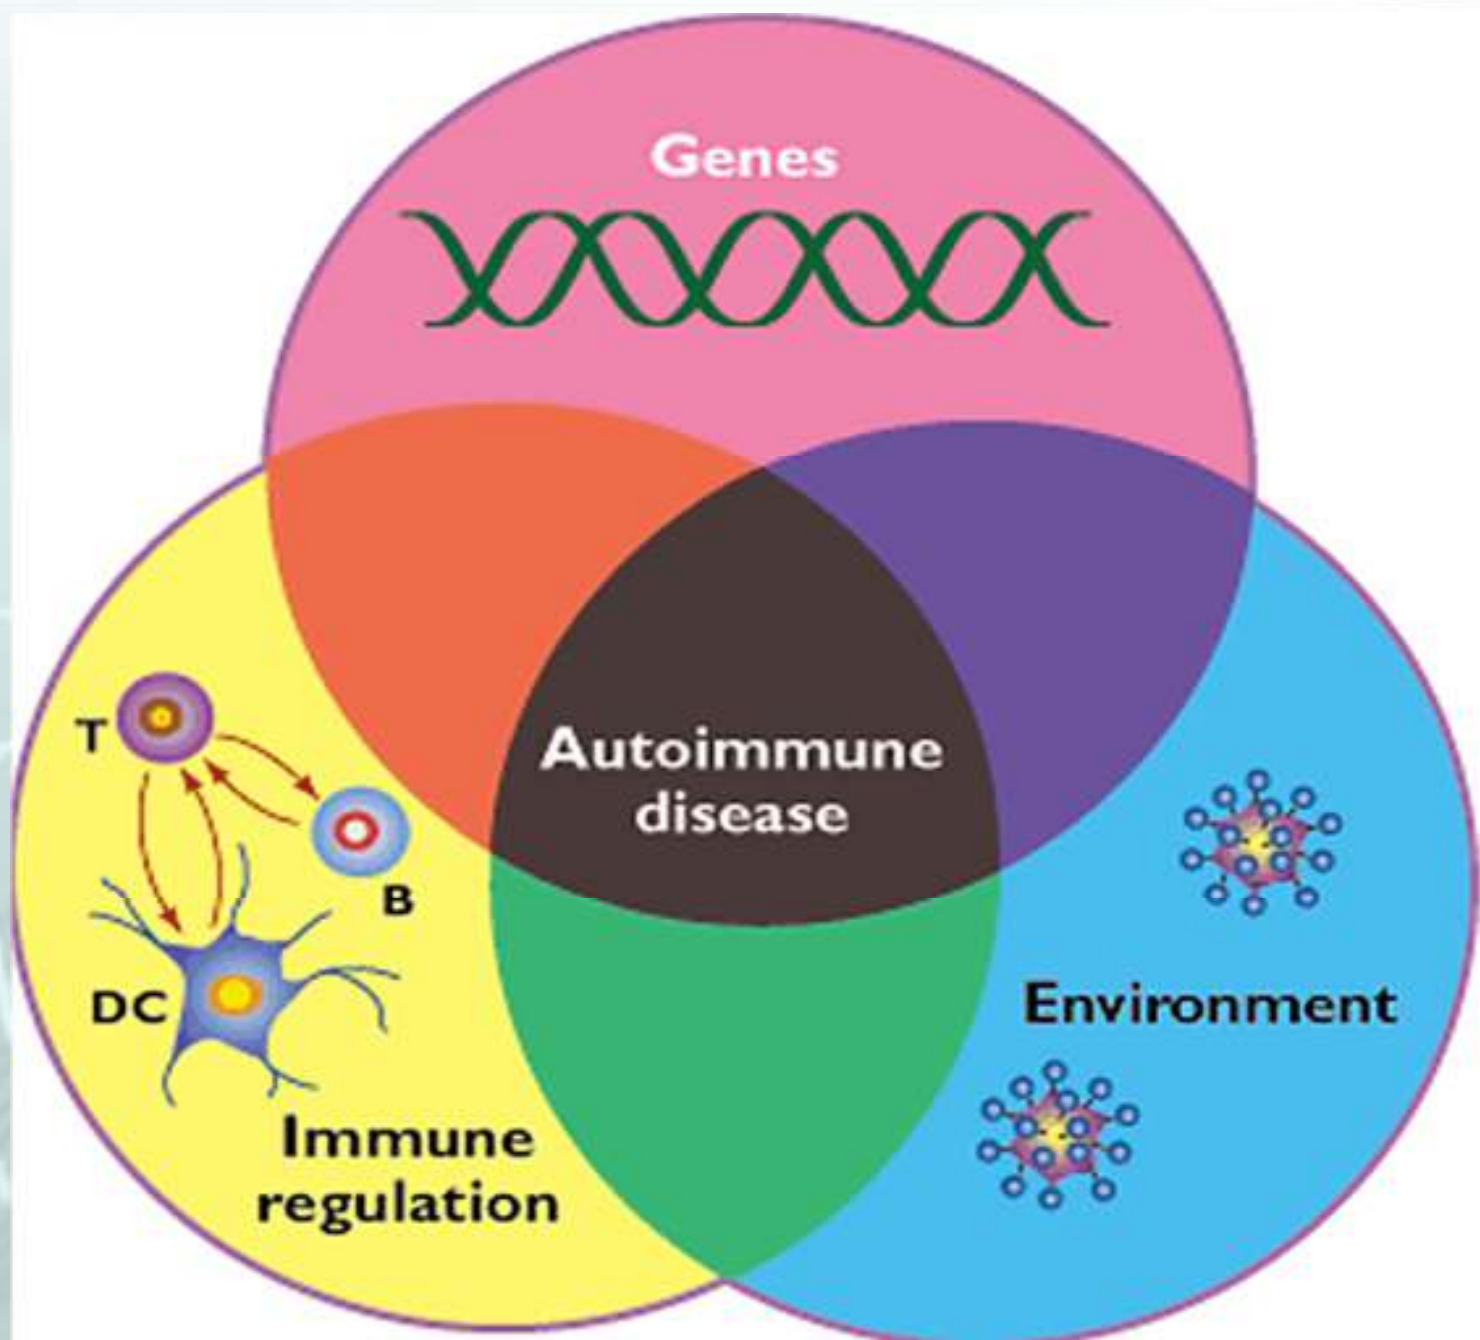 Genes
Autoimmune
disease
T
B
DC
Environment
Immune
regulation